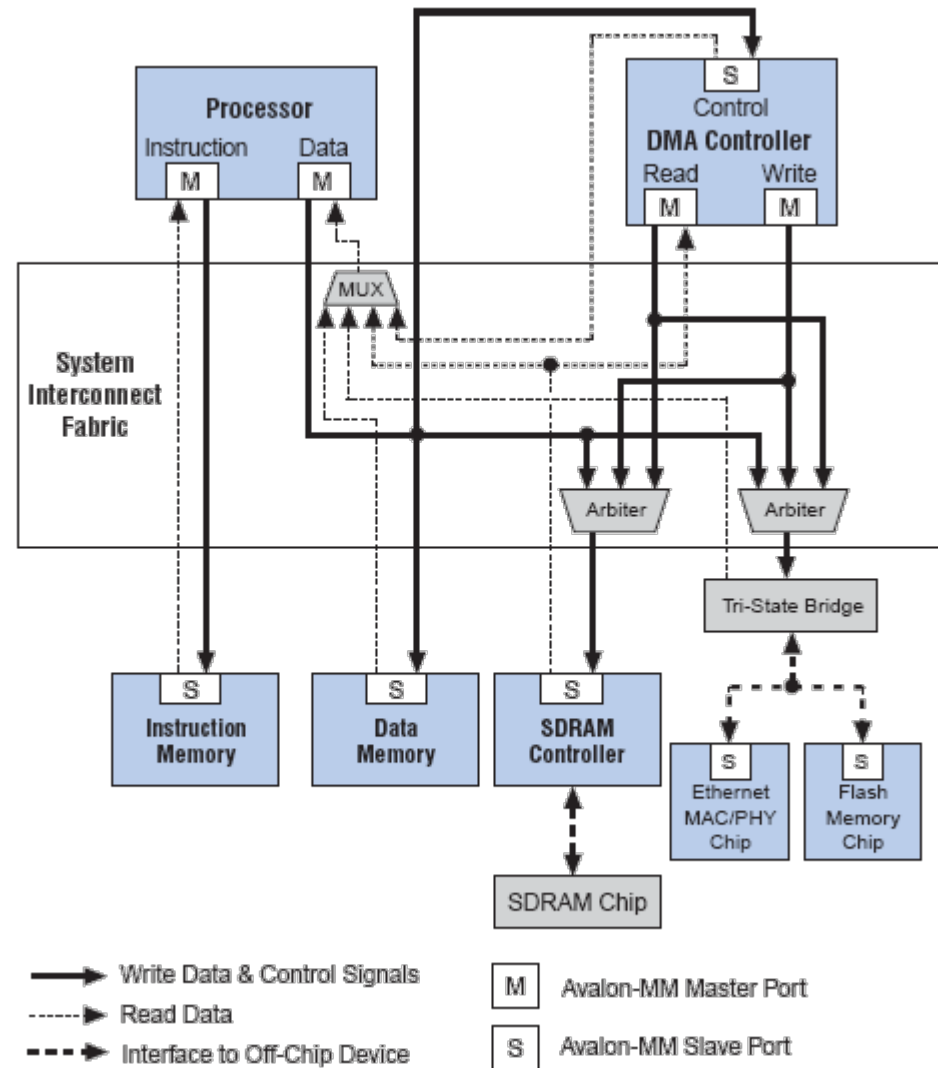 S
Control
DMA Controller
Read Write
M M
Processor
Instruction Data
M M
MUX
System
Interconnect
Fabric
Arbiter Arbiter
Tri-State Bridge
S S S
Instruction
Memory
Data
Memory
SDRAM
Controller
S S
Ethernet
MAC/PHY
Chip
Flash
Memory
Chip
SDRAM Chip
Write Data & Control Signals
Read Data
Interface to Off-Chip Device
M Avalon-MM Master Port
S Avalon-MM Slave Port